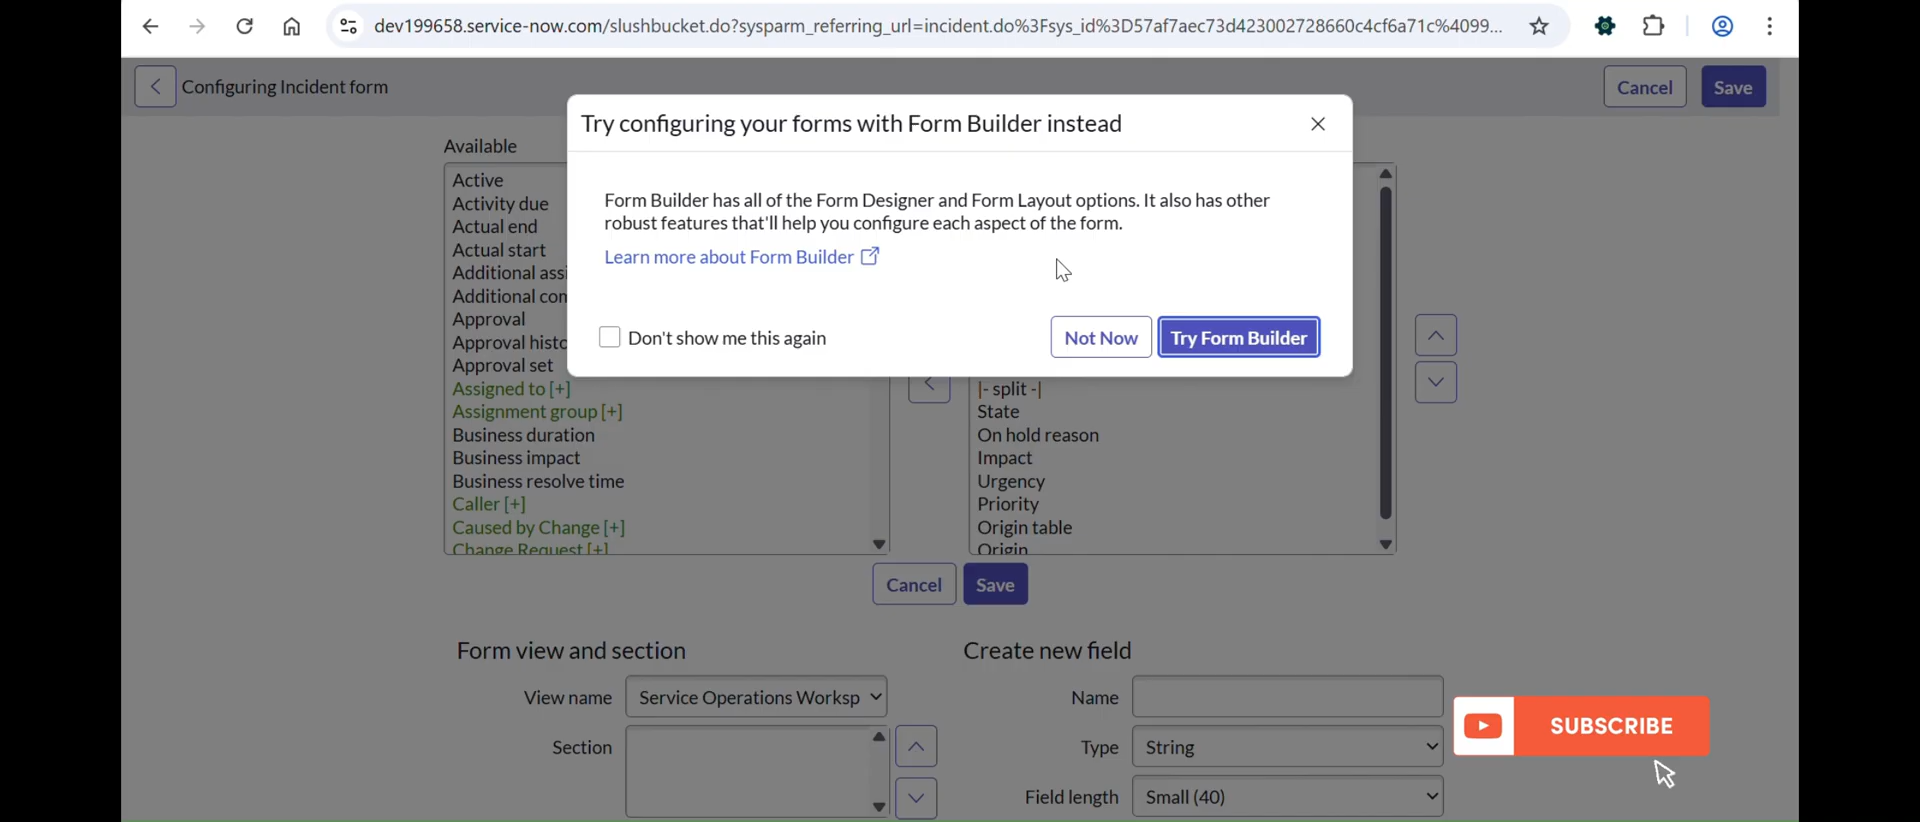 dev199658.service-now.com/slushbucket.do?sysparm_referring_url=incident.do%3Fsys_id%3D57af7aec73d423002728660c4cf6a71c%4099...
Configuring Incident form
Cancel
Save
Try configuring your forms with Form Builder instead
Form Builder has all of the Form Designer and Form Layout options. It also has other
robust features that'll help you configure each aspect of the form.
Learn more about Form Builder
Don't show me this again
Not Now
Try Form Builder
Available
Active
Activity due
Actual end
Actual start
Additional assi
Additional con
Approval
Approval histo
Approval set
Assigned to [+]
Assignment group [+]
Business duration
Business impact
Business resolve time
Caller [+]
Caused by Change [+]
Change Request [+]
|- split -|
State
On hold reason
Impact
Urgency
Priority
Origin table
Origin
Cancel
Save
Form view and section
View name
Service Operations Worksp
Section
Create new field
Name
Type
String
Field length
Small (40)
SUBSCRIBE